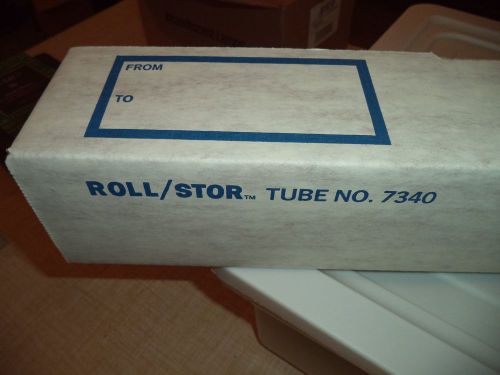 FROM
TO
ROLL/STOR™ TUBE NO. 7340